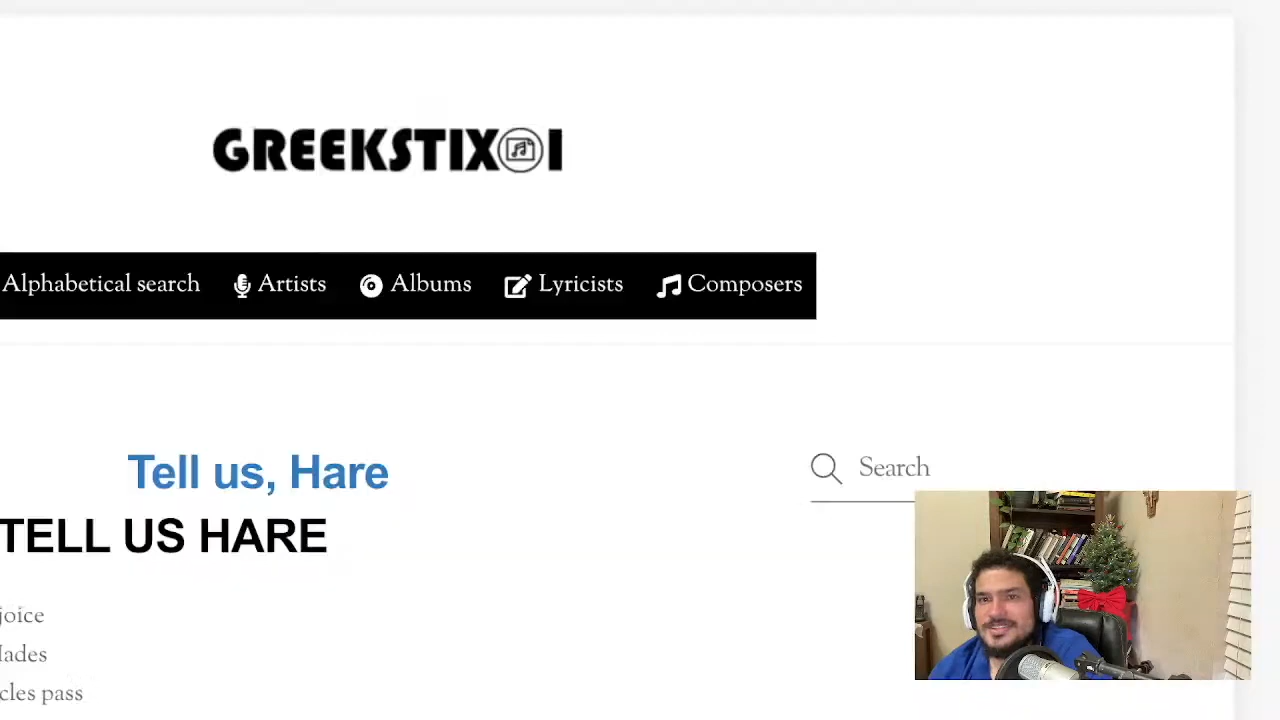 GREEKSTIXOI
Alphabetical search Artists Albums Lyricists Composers
Tell us, Hare
Search
TELL US HARE
joice
lades
cles pass